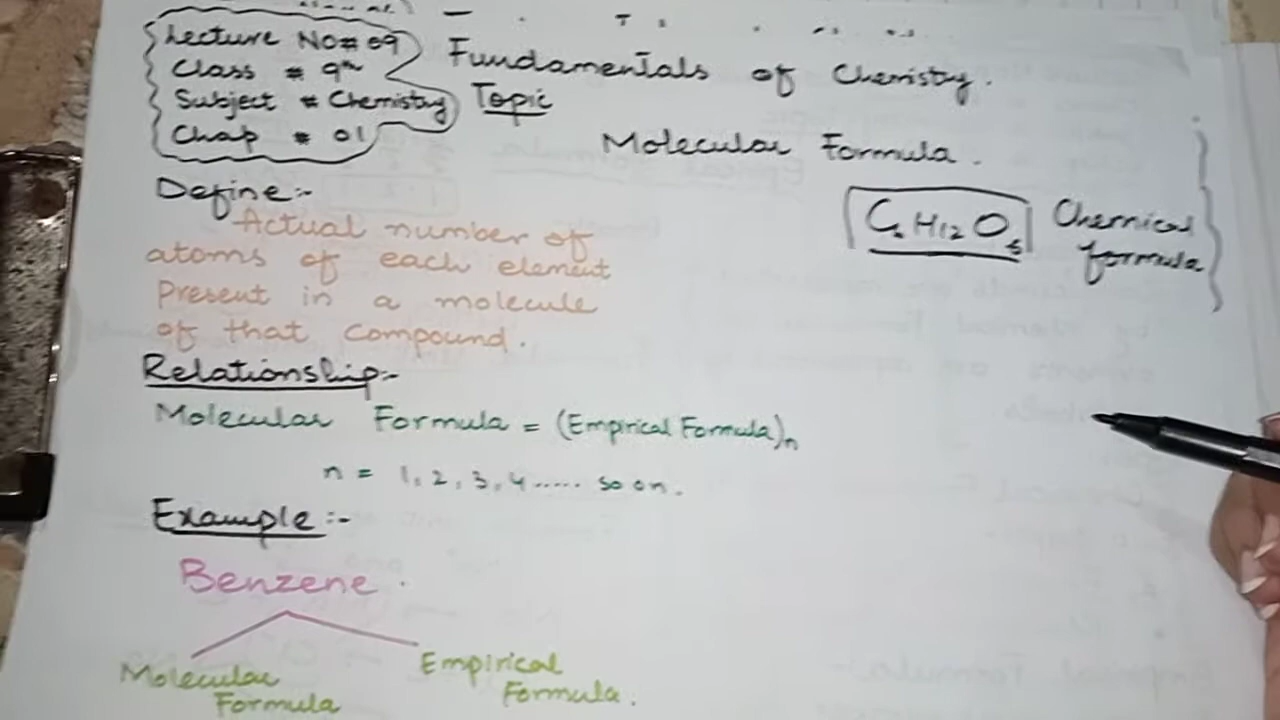 Lecture No# 09
Class # 9th
Subject # Chemistry
Chap # 01
Fundamentals of Chemistry.
Topic
Molecular Formula.
Define:-
Actual number of
atoms of each element
Present in a molecule
of that compound.
C6H12O6 Chemical
formula
Relationship:-
Molecular Formula = (Empirical Formula)n
n = 1, 2, 3, 4 ..... so on.
Example:-
Benzene.
Molecular
Formula
Empirical
Formula.